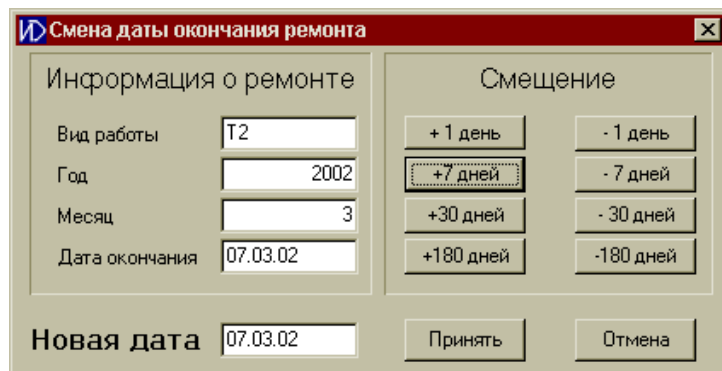 Смена даты окончания ремонта
Информация о ремонте
Смещение
Вид работы T2
+ 1 день - 1 день
Год 2002
+7 дней - 7 дней
Месяц 3
+30 дней - 30 дней
Дата окончания 07.03.02
+180 дней -180 дней
Новая дата 07.03.02
Принять Отмена